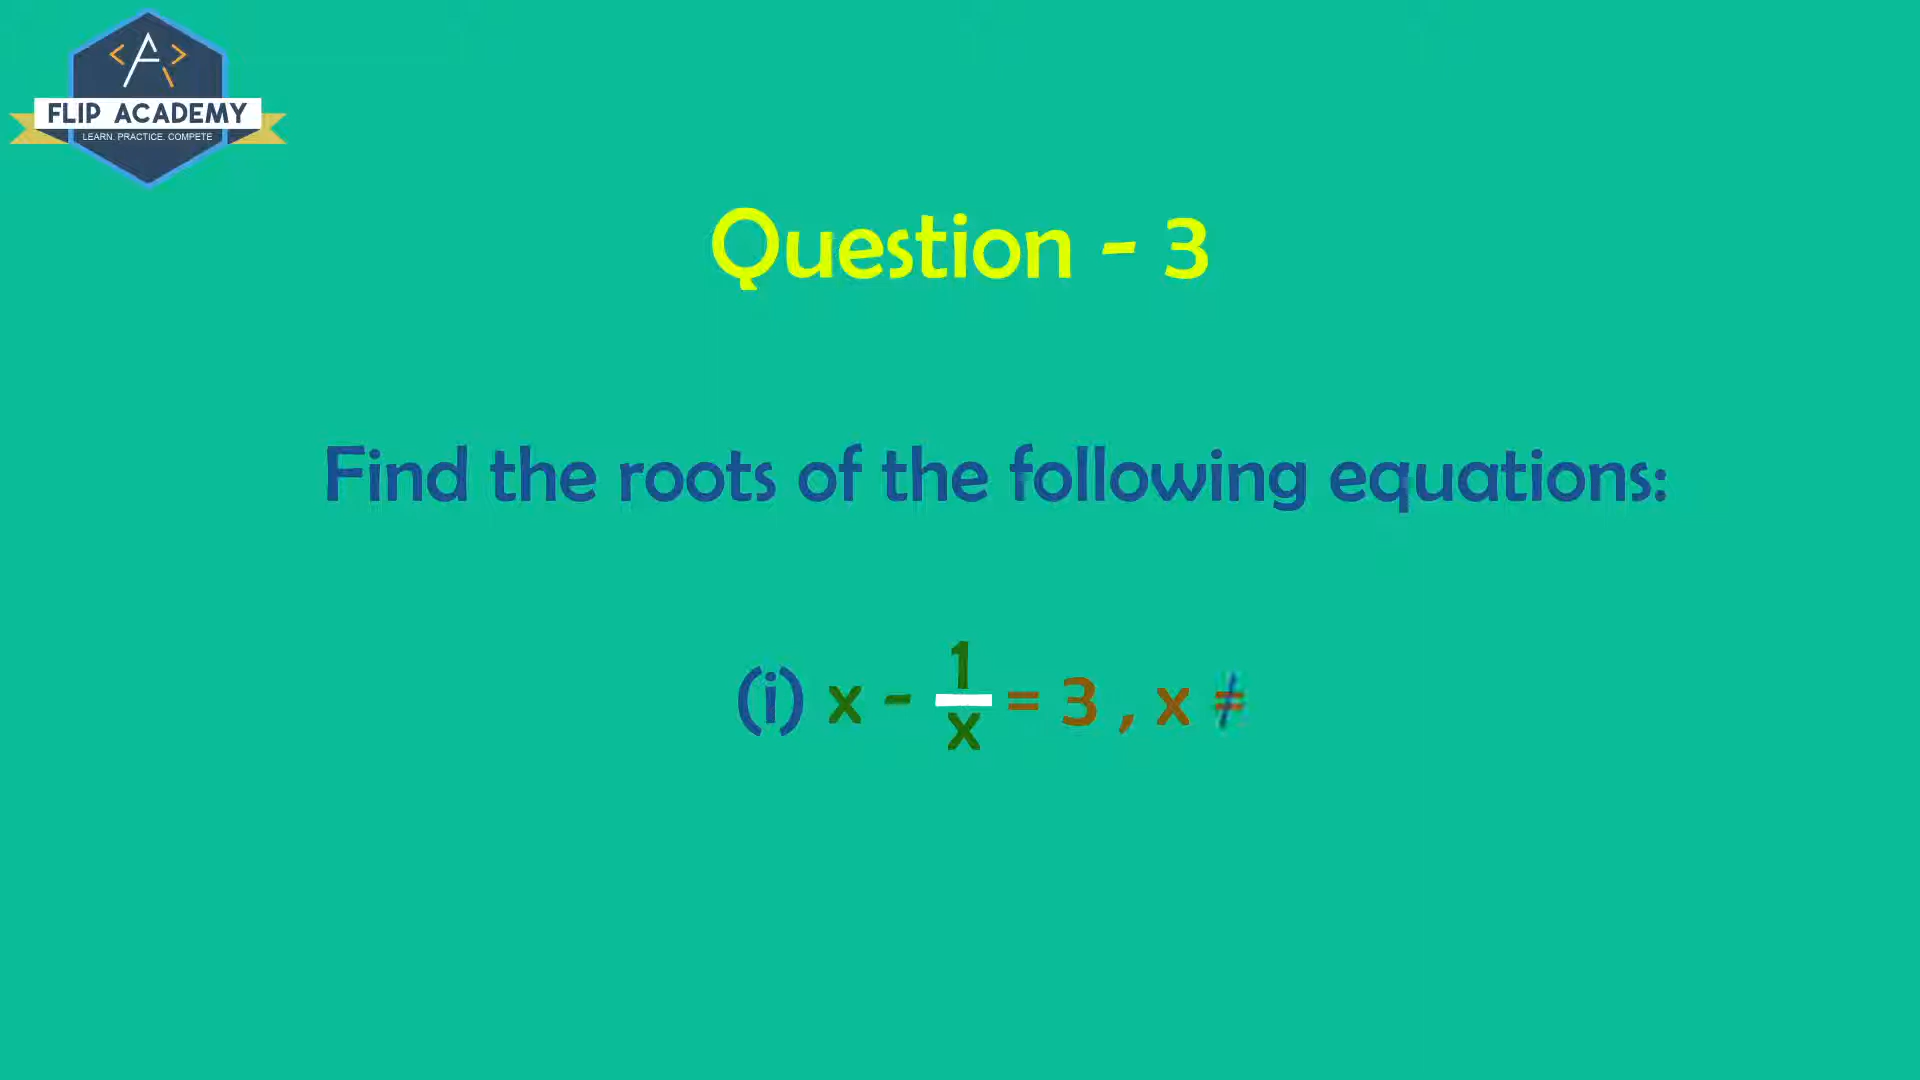 FLIP ACADEMY
LEARN. PRACTICE. COMPETE
Question - 3
Find the roots of the following equations:
(i) x - 1/x = 3 , x ≠